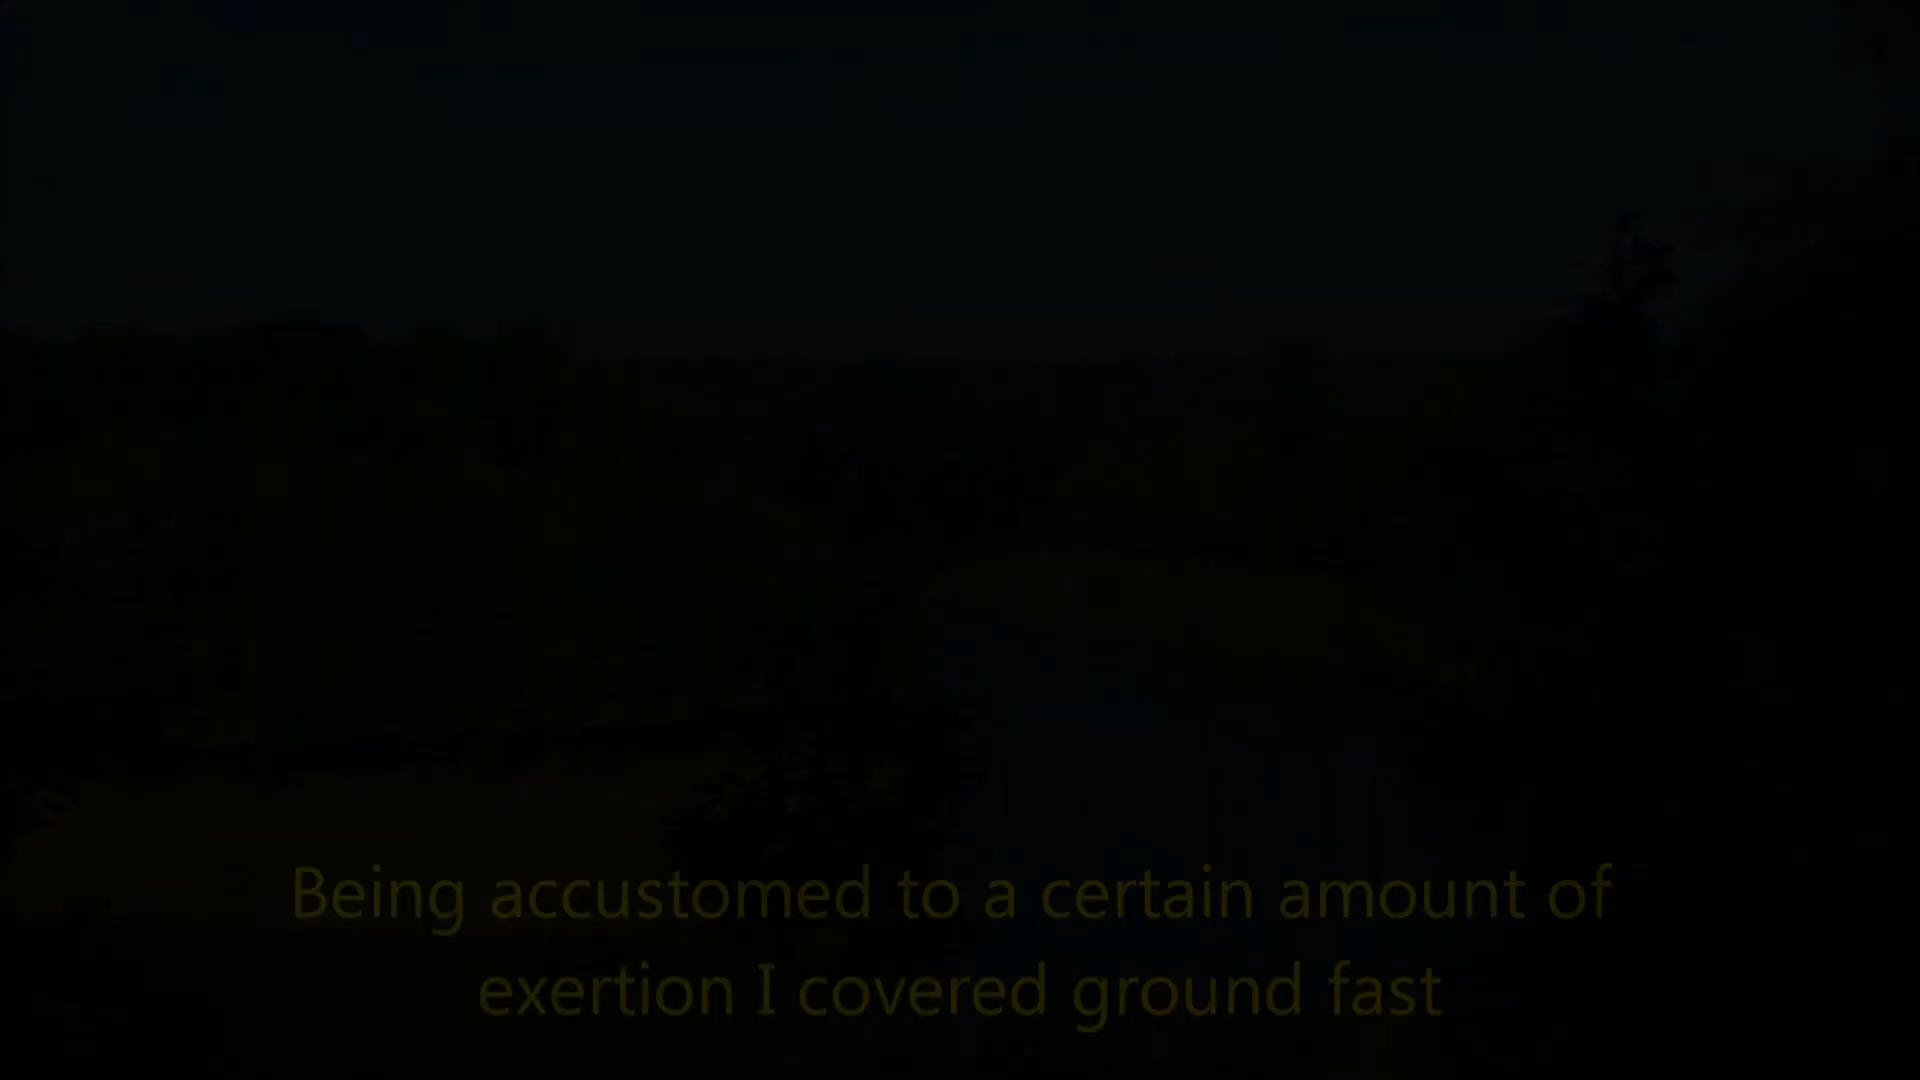 Being accustomed to a certain amount of
exertion I covered ground fast